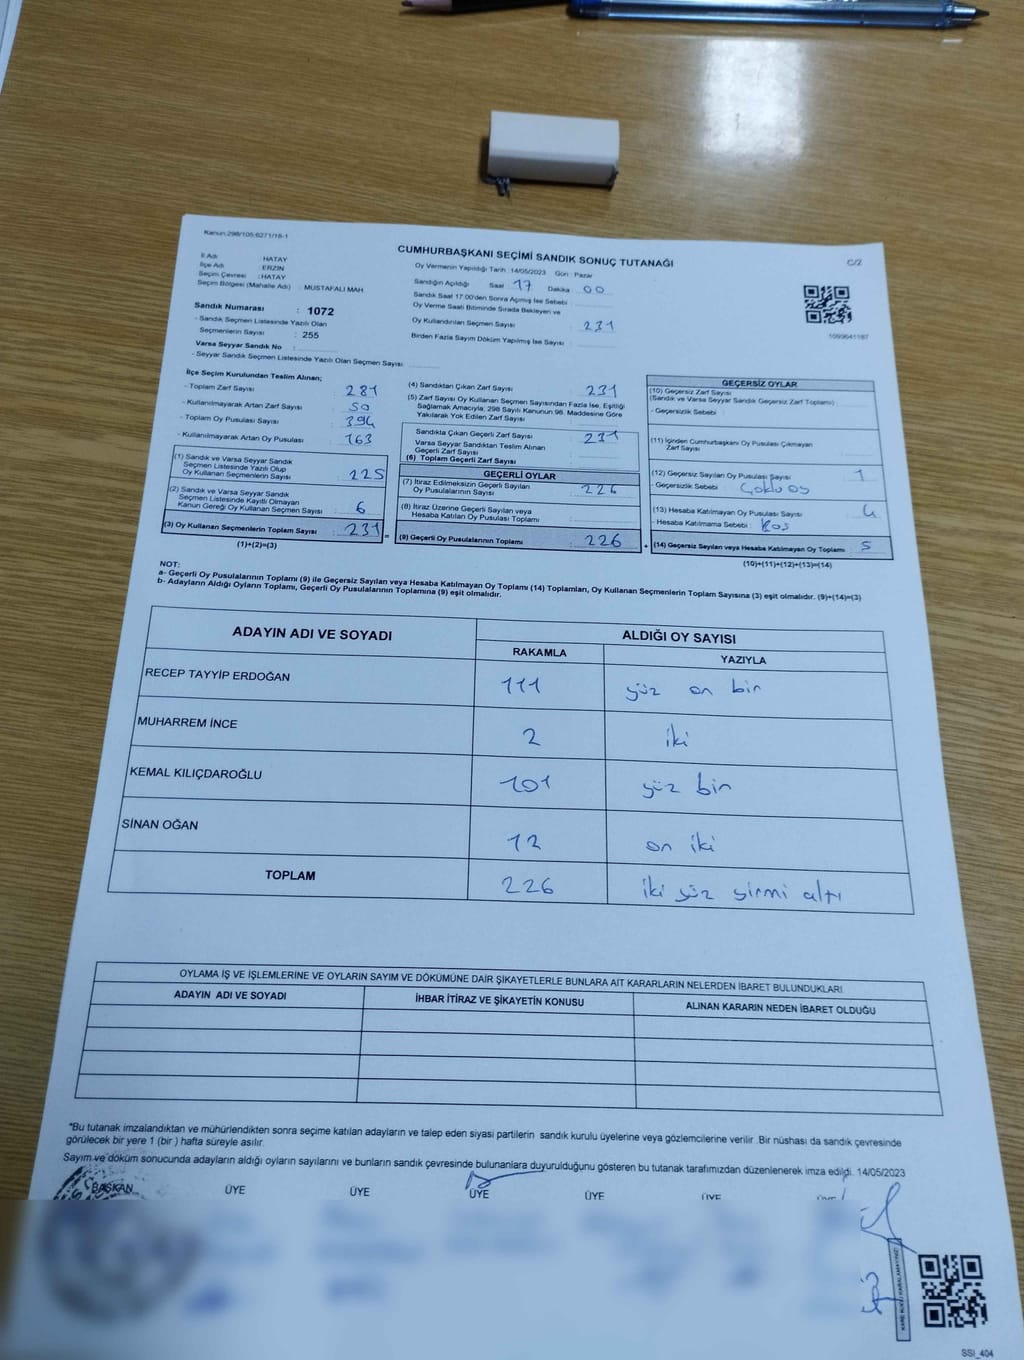 Kanun:298/105;6271/18-1
CUMHURBAŞKANI SEÇİMİ SANDIK SONUÇ TUTANAĞI
C/2
İl Adı : HATAY
İlçe Adı : ERZİN
Seçim Çevresi : HATAY
Seçim Bölgesi (Mahalle Adı) : MUSTAFALI MAH
Sandık Numarası : 1072
- Sandık Seçmen Listesinde Yazılı Olan
Seçmenlerin Sayısı : 255
Varsa Seyyar Sandık No :
- Seyyar Sandık Seçmen Listesinde Yazılı Olan Seçmen Sayısı :
Oy Vermenin Yapıldığı Tarih :14/05/2023 Gün : Pazar
Sandığın Açıldığı Saat 17 Dakika 00
Sandık Saat 17.00'den Sonra Açılmış İse Sebebi :
Oy Verme Saati Bitiminde Sırada Bekleyen ve
Oy Kullandırılan Seçmen Sayısı : 231
Birden Fazla Sayım Döküm Yapılmış İse Sayısı :
1099641187
İlçe Seçim Kurulundan Teslim Alınan;
- Toplam Zarf Sayısı : 281
- Kullanılmayarak Artan Zarf Sayısı : 50
- Toplam Oy Pusulası Sayısı : 394
- Kullanılmayarak Artan Oy Pusulası : 163
(1) Sandık ve Varsa Seyyar Sandık
Seçmen Listesinde Yazılı Olup
Oy Kullanan Seçmenlerin Sayısı : 225
(2) Sandık ve Varsa Seyyar Sandık
Seçmen Listesinde Kayıtlı Olmayan
Kanun Gereği Oy Kullanan Seçmen Sayısı : 6
(3) Oy Kullanan Seçmenlerin Toplam Sayısı : 231
(1)+(2)=(3)
(4) Sandıktan Çıkan Zarf Sayısı : 231
(5) Zarf Sayısı Oy Kullanan Seçmen Sayısından Fazla İse, Eşitliği
Sağlamak Amacıyla, 298 Sayılı Kanunun 98. Maddesine Göre
Yakılarak Yok Edilen Zarf Sayısı :
Sandıkta Çıkan Geçerli Zarf Sayısı : 231
Varsa Seyyar Sandıktan Teslim Alınan
Geçerli Zarf Sayısı :
(6) Toplam Geçerli Zarf Sayısı :
GEÇERLİ OYLAR
(7) İtiraz Edilmeksizin Geçerli Sayılan
Oy Pusulalarının Sayısı : 226
(8) İtiraz Üzerine Geçerli Sayılan veya
Hesaba Katılan Oy Pusulası Toplamı :
= (9) Geçerli Oy Pusulalarının Toplamı : 226
GEÇERSİZ OYLAR
(10) Geçersiz Zarf Sayısı
(Sandık ve Varsa Seyyar Sandık Geçersiz Zarf Toplamı) :
- Geçersizlik Sebebi :
(11) İçinden Cumhurbaşkanı Oy Pusulası Çıkmayan
Zarf Sayısı :
(12) Geçersiz Sayılan Oy Pusulası Sayısı : 1
- Geçersizlik Sebebi : Çoklu oy
(13) Hesaba Katılmayan Oy Pusulası Sayısı : 4
- Hesaba Katılmama Sebebi : Boş
+ (14) Geçersiz Sayılan veya Hesaba Katılmayan Oy Toplamı : 5
(10)+(11)+(12)+(13)=(14)
NOT:
a- Geçerli Oy Pusulalarının Toplamı (9) ile Geçersiz Sayılan veya Hesaba Katılmayan Oy Toplamı (14) Toplamları, Oy Kullanan Seçmenlerin Toplam Sayısına (3) eşit olmalıdır. (9)+(14)=(3)
b- Adayların Aldığı Oyların Toplamı, Geçerli Oy Pusulalarının Toplamına (9) eşit olmalıdır.
ADAYIN ADI VE SOYADI
ALDIĞI OY SAYISI
RAKAMLA YAZIYLA
RECEP TAYYİP ERDOĞAN 111 yüz on bir
MUHARREM İNCE 2 iki
KEMAL KILIÇDAROĞLU 101 yüz bir
SİNAN OĞAN 12 on iki
TOPLAM 226 iki yüz yirmi altı
OYLAMA İŞ VE İŞLEMLERİNE VE OYLARIN SAYIM VE DÖKÜMÜNE DAİR ŞİKAYETLERLE BUNLARA AİT KARARLARIN NELERDEN İBARET BULUNDUKLARI
ADAYIN ADI VE SOYADI İHBAR İTİRAZ VE ŞİKAYETİN KONUSU ALINAN KARARIN NEDEN İBARET OLDUĞU
*Bu tutanak imzalandıktan ve mühürlendikten sonra seçime katılan adayların ve talep eden siyasi partilerin sandık kurulu üyelerine veya gözlemcilerine verilir .Bir nüshası da sandık çevresinde
görülecek bir yere 1 (bir ) hafta süreyle asılır.
Sayım ve döküm sonucunda adayların aldığı oyların sayılarını ve bunların sandık çevresinde bulunanlara duyurulduğunu gösteren bu tutanak tarafımızdan düzenlenerek imza edildi. 14/05/2023
BAŞKAN ÜYE ÜYE ÜYE ÜYE ÜYE ÜYE
SSI_404